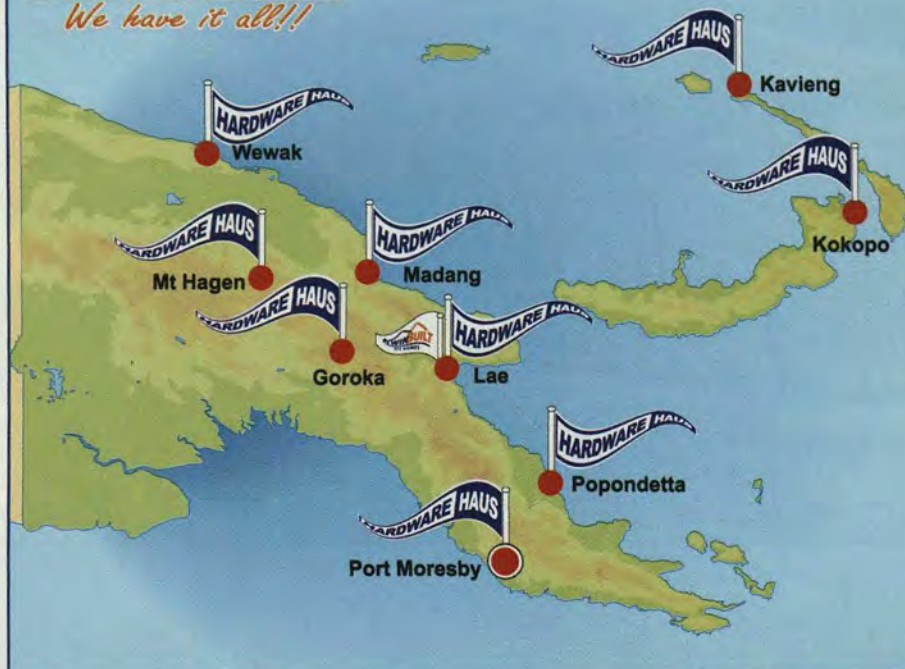 We have it all!!
HARDWARE HAUS
Kavieng
HARDWARE HAUS
Wewak
HARDWARE HAUS
Kokopo
HARDWARE HAUS
Mt Hagen
HARDWARE HAUS
Madang
HARDWARE HAUS
Goroka
BUILT
HARDWARE HAUS
Lae
HARDWARE HAUS
Popondetta
HARDWARE HAUS
Port Moresby